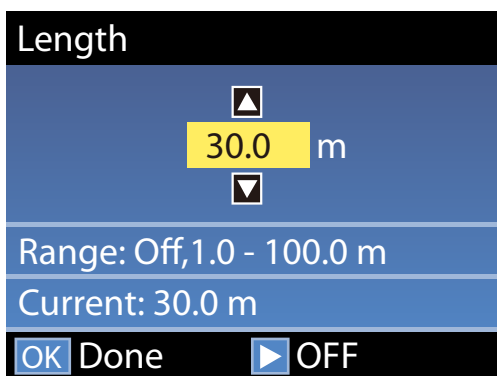 Length
30.0 m
Range: Off,1.0 - 100.0 m
Current: 30.0 m
OK Done OFF